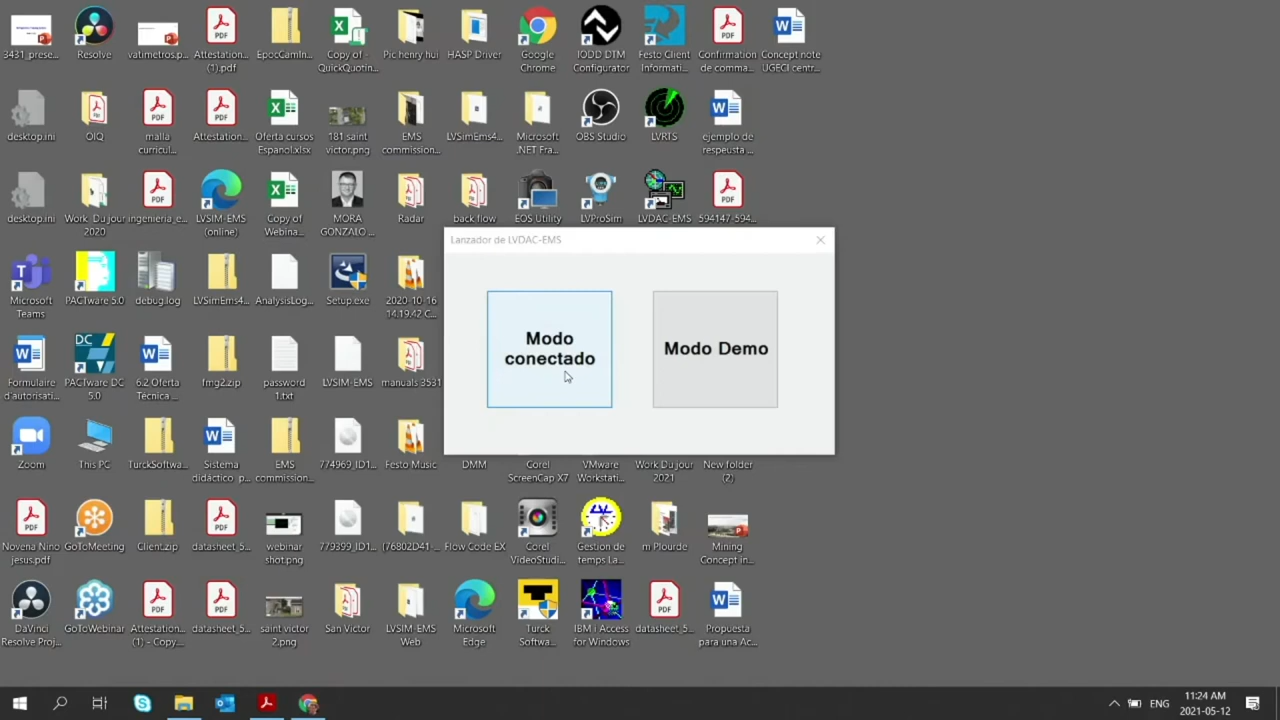 3431_prese...
Resolve
vatimetros.p...
Attestation...
(1).pdf
EpocCamIn...
Copy of -
QuickQuotin...
Pic henry hui
HASP Driver
Google
Chrome
IODD DTM
Configurator
Festo Client
Informati...
Confirmation
de comma...
Concept note
UGECI centr...
desktop.ini
OIQ
malla
curricul...
Attestation...
Oferta cursos
Espanol.xlsx
181 saint
victor.png
EMS
commission...
LVSimEms4...
Microsoft
.NET Fra...
OBS Studio
LVRTS
ejemplo de
respeusta ...
desktop.ini
Work_Du jour
2020
ingenieria_e...
LVSIM-EMS
(online)
Copy of
Webina...
MORA
GONZALO ...
Radar
back.flow
EOS Utility
LVProSim
LVDAC-EMS
594147-594...
Lanzador de LVDAC-EMS
Modo
conectado
Modo Demo
Microsoft
Teams
PACTware 5.0
debug.log
LVSimEms4...
AnalysisLog...
Setup.exe
2020-10-16
14.19.42 C...
Formulaire
d'autorisati...
PACTware DC
5.0
6.2 Oferta
Tecnica ...
fmg2.zip
password
1.txt
LVSIM-EMS
manuals 3531
Zoom
This PC
TurckSoftwa...
Sistema
didáctico_p...
EMS
commission...
774969_ID1...
Festo Music
DMM
Corel
ScreenCap X7
VMware
Workstati...
Work Du jour
2021
New folder
(2)
Novena Nino
jesus.pdf
GoToMeeting
Client.zip
datasheet_5...
webinar
shot.png
779399_ID1...
{76802D41-...
Flow Code EX
Corel
VideoStudi...
Gestion de
temps La...
m Plourde
Mining
Concept in...
DaVinci
Resolve Proj...
GoToWebinar
Attestation...
(1) - Copy....
datasheet_5...
saint victor
2.png
San Victor
LVSIM-EMS
Web
Microsoft
Edge
Turck
Softwa...
IBM i Access
for Windows
datasheet_5...
Propuesta
para una Ac...
ENG
11:24 AM
2021-05-12